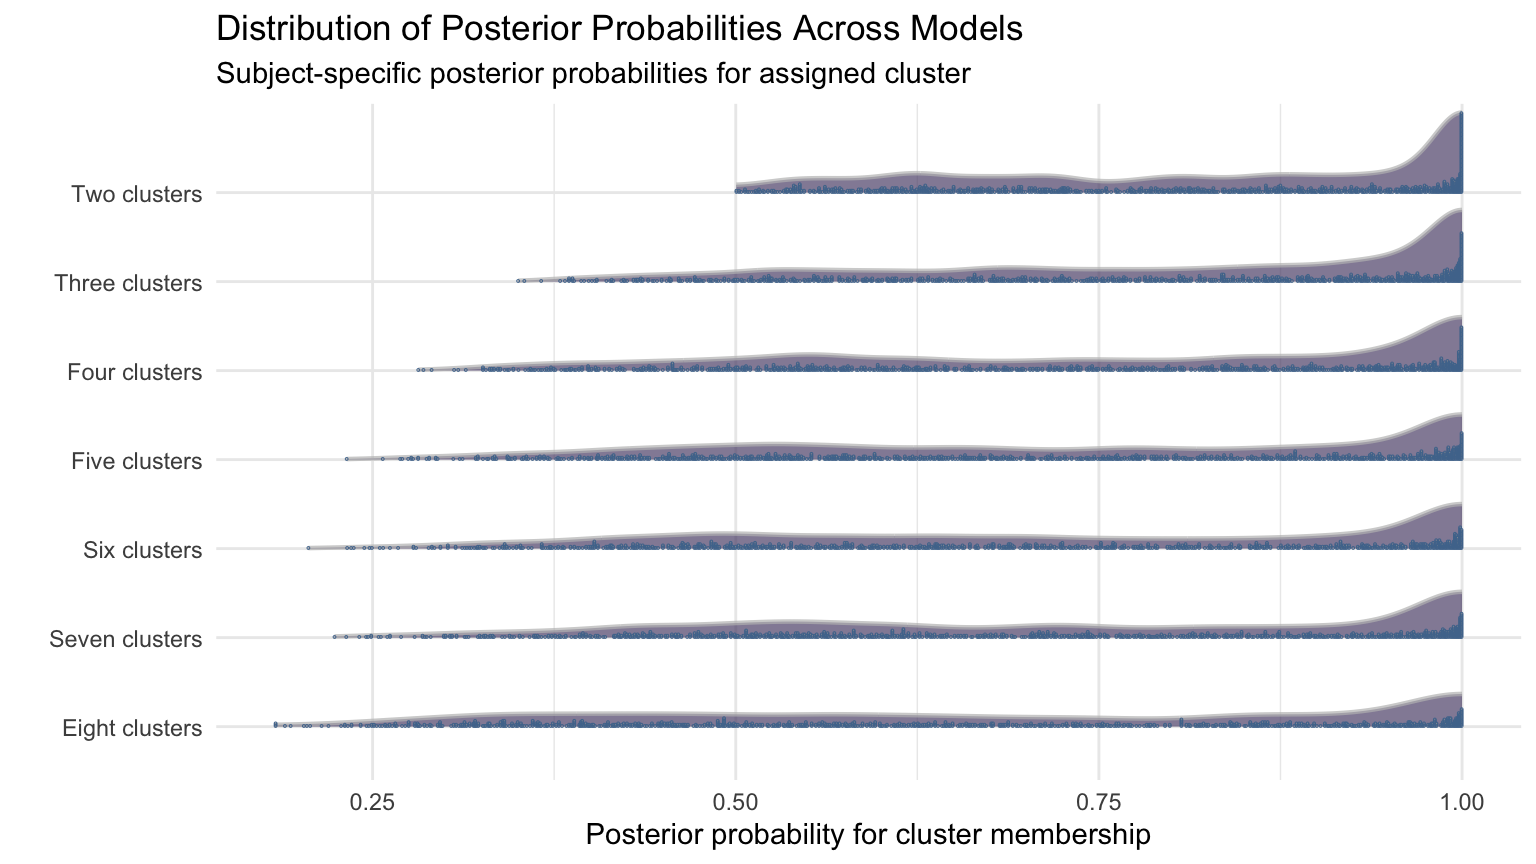 Distribution of Posterior Probabilities Across Models
Subject-specific posterior probabilities for assigned cluster
Two clusters
Three clusters
Four clusters
Five clusters
Six clusters
Seven clusters
Eight clusters
0.25 0.50 0.75 1.00
Posterior probability for cluster membership